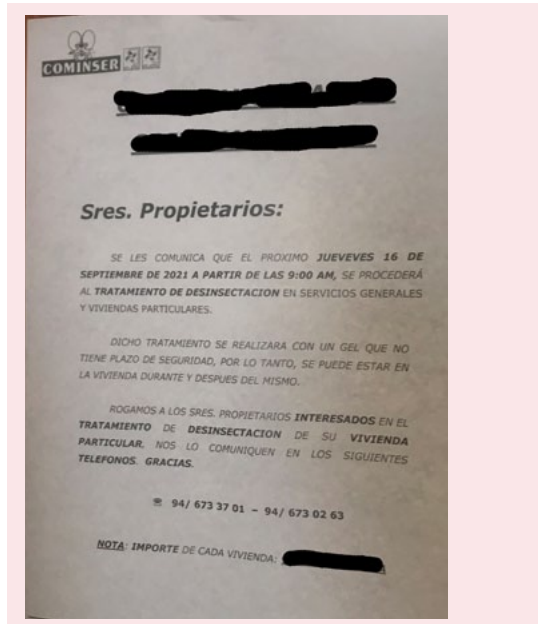 COMINSER
Sres. Propietarios:
SE LES COMUNICA QUE EL PROXIMO JUEVEVES 16 DE
SEPTIEMBRE DE 2021 A PARTIR DE LAS 9:00 AM, SE PROCEDERÁ
AL TRATAMIENTO DE DESINSECTACION EN SERVICIOS GENERALES
Y VIVIENDAS PARTICULARES.
DICHO TRATAMIENTO SE REALIZARA CON UN GEL QUE NO
TIENE PLAZO DE SEGURIDAD, POR LO TANTO, SE PUEDE ESTAR EN
LA VIVIENDA DURANTE Y DESPUES DEL MISMO.
ROGAMOS A LOS SRES. PROPIETARIOS INTERESADOS EN EL
TRATAMIENTO DE DESINSECTACION DE SU VIVIENDA
PARTICULAR, NOS LO COMUNIQUEN EN LOS SIGUIENTES
TELEFONOS. GRACIAS.
☎ 94/ 673 37 01 – 94/ 673 02 63
NOTA: IMPORTE DE CADA VIVIENDA: